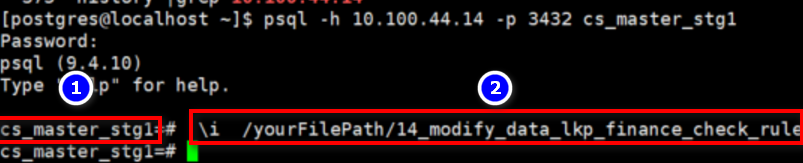 [postgres@localhost ~]$ psql -h 10.100.44.14 -p 3432 cs_master_stg1
Password:
psql (9.4.10)
Type for help.
1
2
cs_master_stg1=# \i /yourFilePath/14_modify_data_lkp_finance_check_rule
cs_master_stg1=#